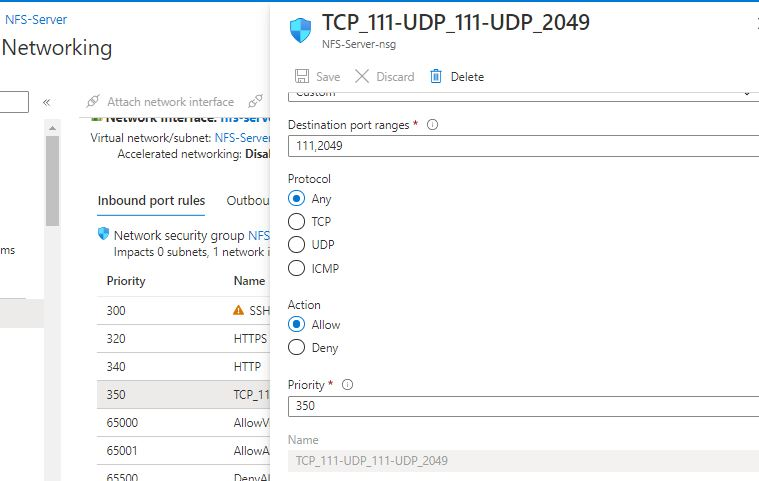 NFS-Server
Networking
«
Attach network interface
Network Interface: nfs-serve
Virtual network/subnet: NFS-Server
Accelerated networking: Disal
Inbound port rules
Outbou
Network security group NFS
Impacts 0 subnets, 1 network i
ms
Priority
Name
300
SSH
320
HTTPS
340
HTTP
350
TCP_11
65000
AllowV
65001
AllowA
65500
DenyAl
TCP_111-UDP_111-UDP_2049
NFS-Server-nsg
Save
Discard
Delete
Custom
Destination port ranges *
111,2049
Protocol
Any
TCP
UDP
ICMP
Action
Allow
Deny
Priority *
350
Name
TCP_111-UDP_111-UDP_2049